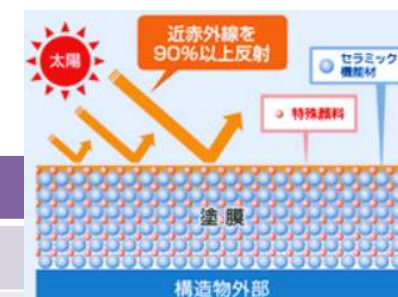 太陽
近赤外線を
90%以上反射
セラミック
機能材
特殊顔料
塗膜
構造物外部